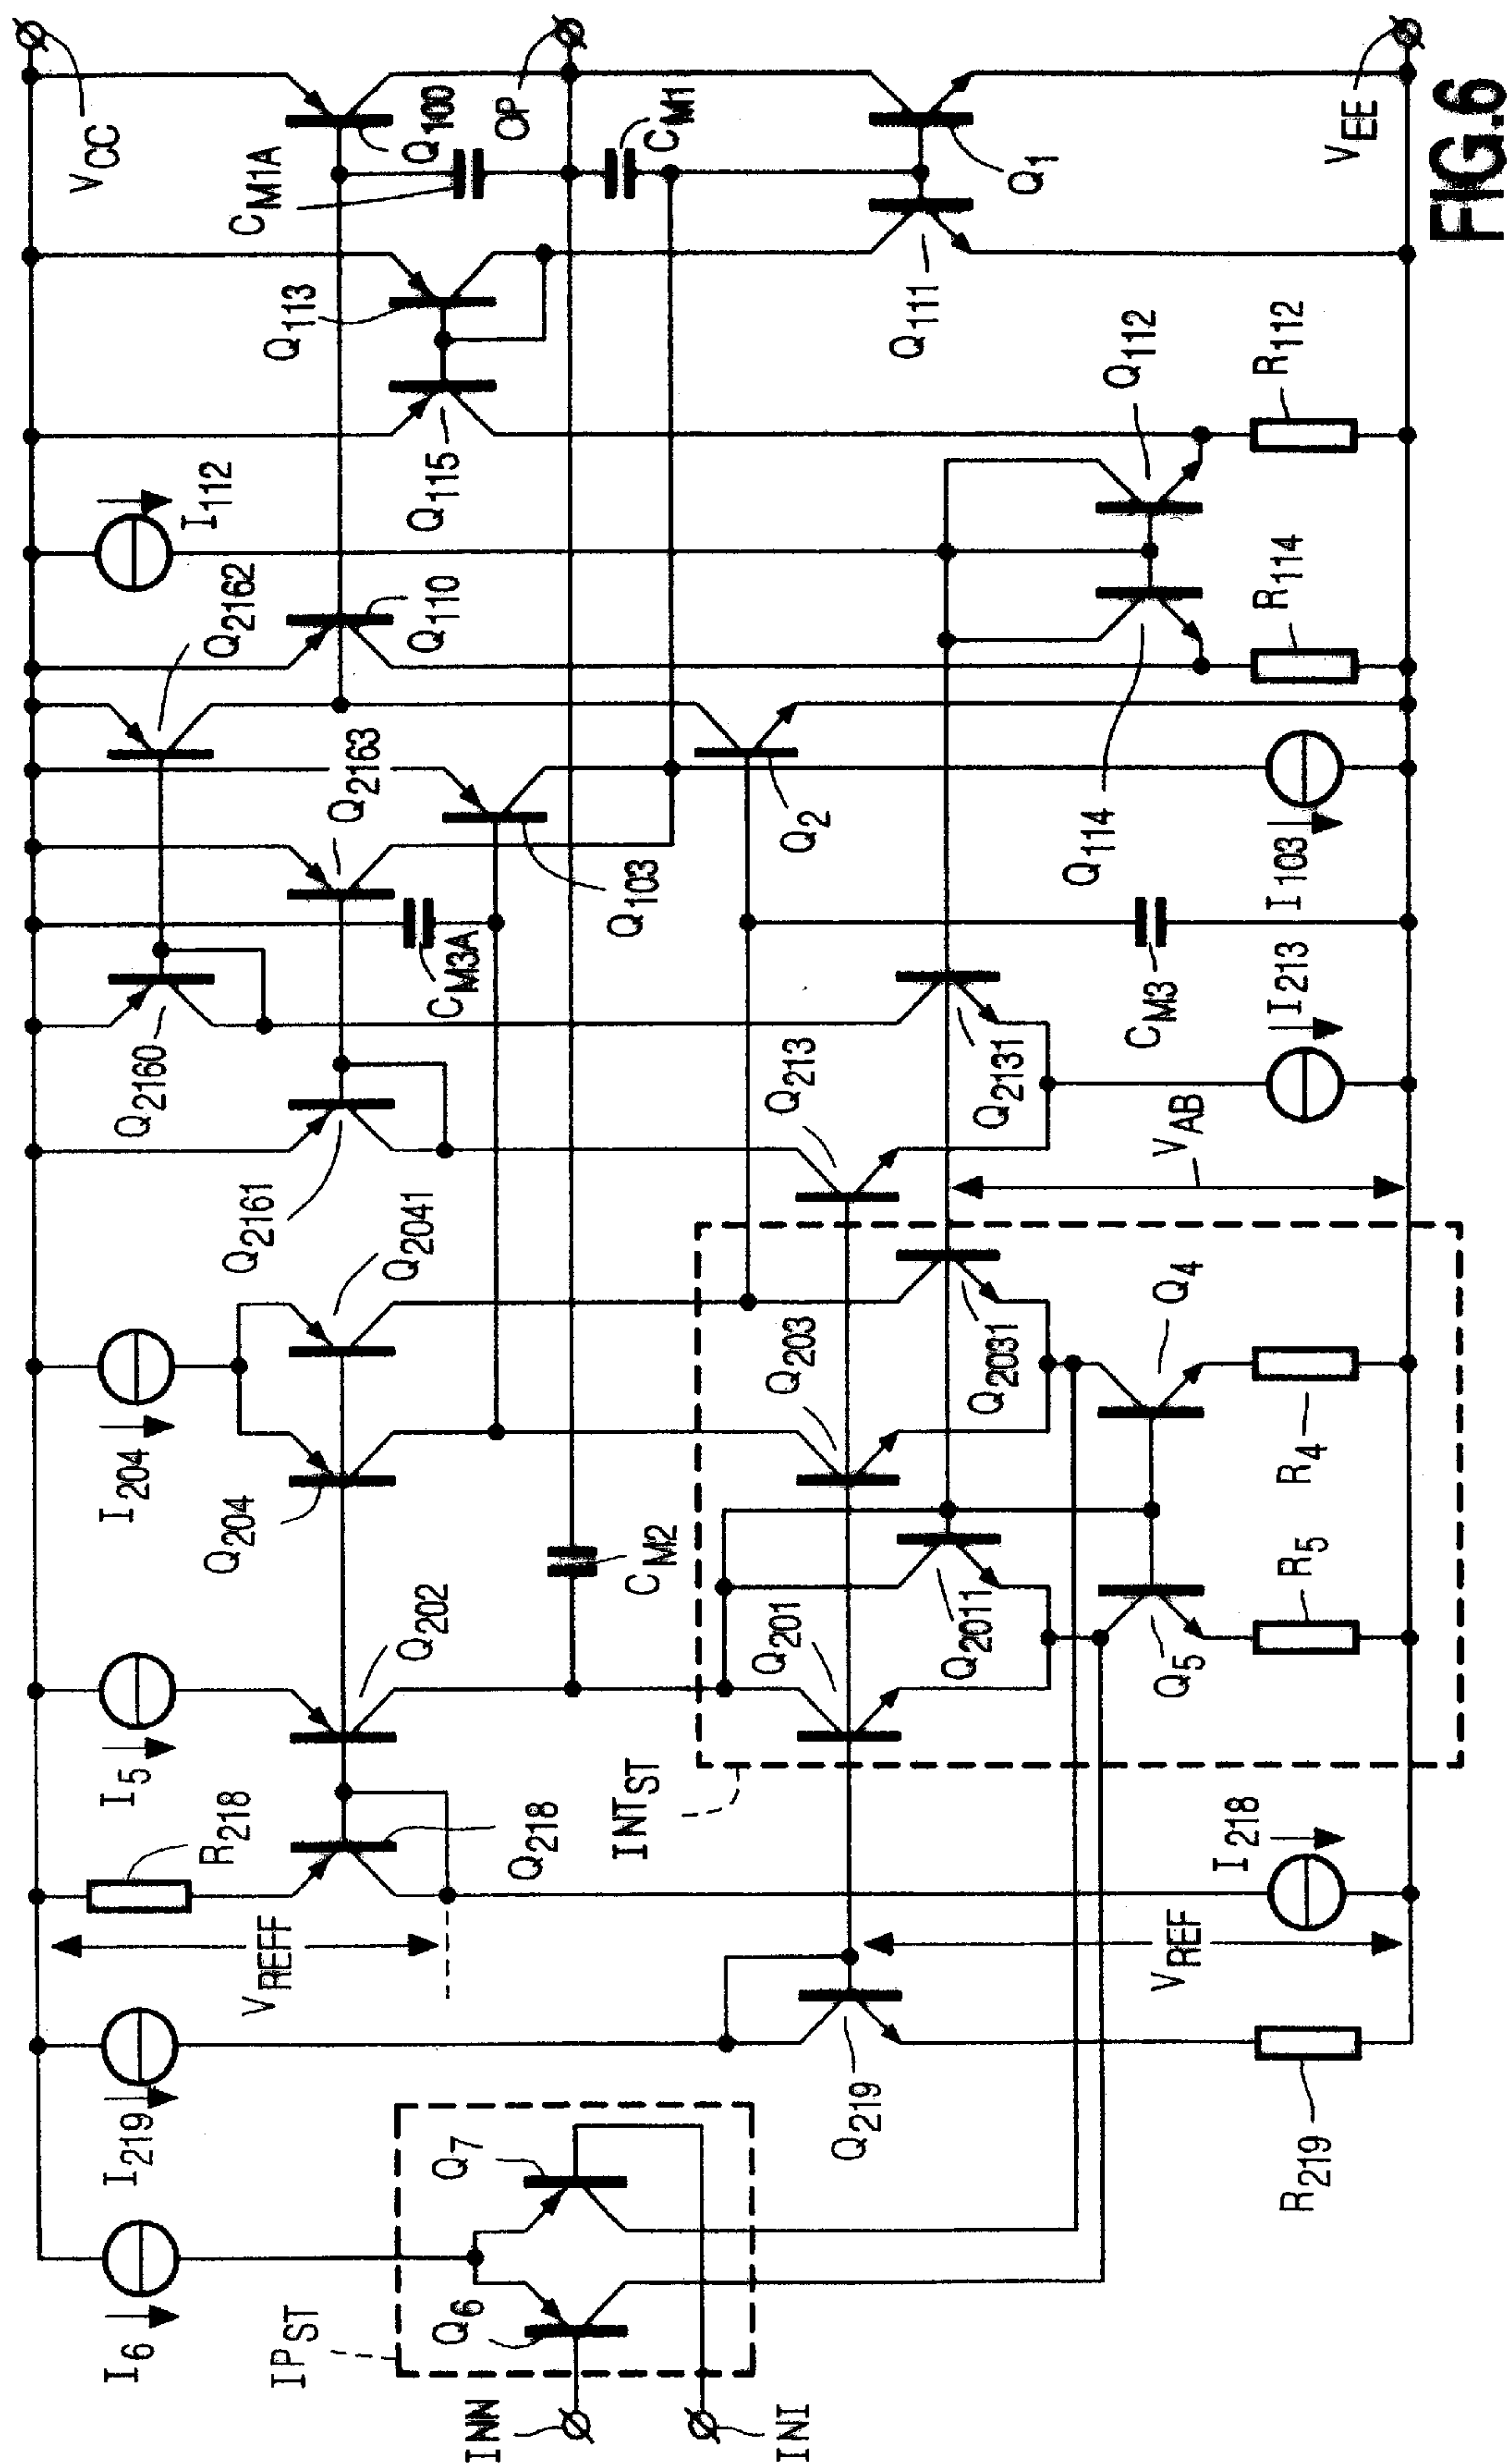 I6
I219
VREFF
R218
I5
I204
Q2161
Q2160
Q2163
Q2162
I112
VCC
IPST
Q6
Q7
Q218
Q202
Q204
Q2041
CM3A
Q103
Q110
Q115
Q113
CM1A
Q100
OP
INN
INI
CM2
CM1
Q219
INTST
Q201
Q2011
Q203
Q2031
Q213
Q2131
Q2
Q111
Q1
VREF
I218
Q5
R5
Q4
R4
VAB
I213
CM3
I103
Q114
R114
Q112
R112
VEE
R219
FIG.6